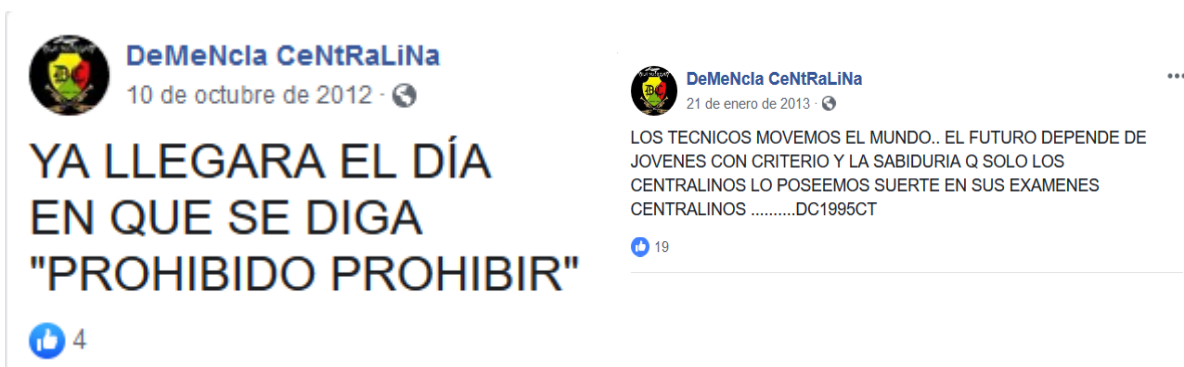 DeMeNcIa CeNtRaLiNa
10 de octubre de 2012 ·
YA LLEGARA EL DÍA
EN QUE SE DIGA
"PROHIBIDO PROHIBIR"
4
DeMeNcIa CeNtRaLiNa
21 de enero de 2013 ·
LOS TECNICOS MOVEMOS EL MUNDO.. EL FUTURO DEPENDE DE
JOVENES CON CRITERIO Y LA SABIDURIA Q SOLO LOS
CENTRALINOS LO POSEEMOS SUERTE EN SUS EXAMENES
CENTRALINOS ..........DC1995CT
19